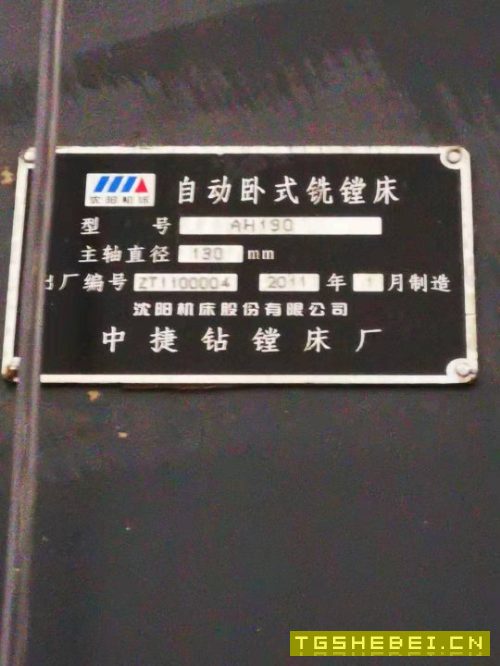 沈阳机床
自动卧式铣镗床
型 号 AH130
主轴直径 130 mm
出厂编号 ZT1100004 2011 年 1 月制造
沈阳机床股份有限公司
中捷钻镗床厂
TGSHEBEI.CN